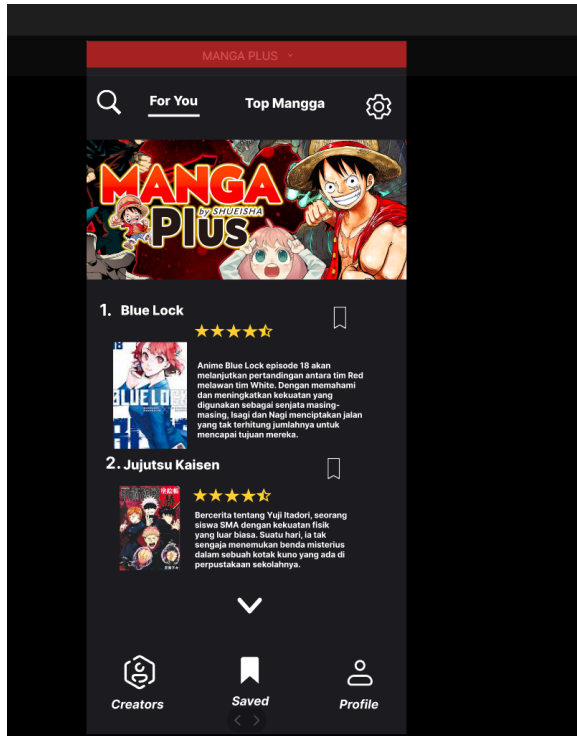 MANGA PLUS
For You
Top Mangga
MANGA
by SHUEISHA
Plus
1. Blue Lock
18
BLUELOCK
Anime Blue Lock episode 18 akan
melanjutkan pertandingan antara tim Red
melawan tim White. Dengan memahami
dan meningkatkan kekuatan yang
digunakan sebagai senjata masing-
masing, Isagi dan Nagi menciptakan jalan
yang tak terhitung jumlahnya untuk
mencapai tujuan mereka.
2. Jujutsu Kaisen
Bercerita tentang Yuji Itadori, seorang
siswa SMA dengan kekuatan fisik
yang luar biasa. Suatu hari, ia tak
sengaja menemukan benda misterius
dalam sebuah kotak kuno yang ada di
perpustakaan sekolahnya.
Creators
Saved
Profile